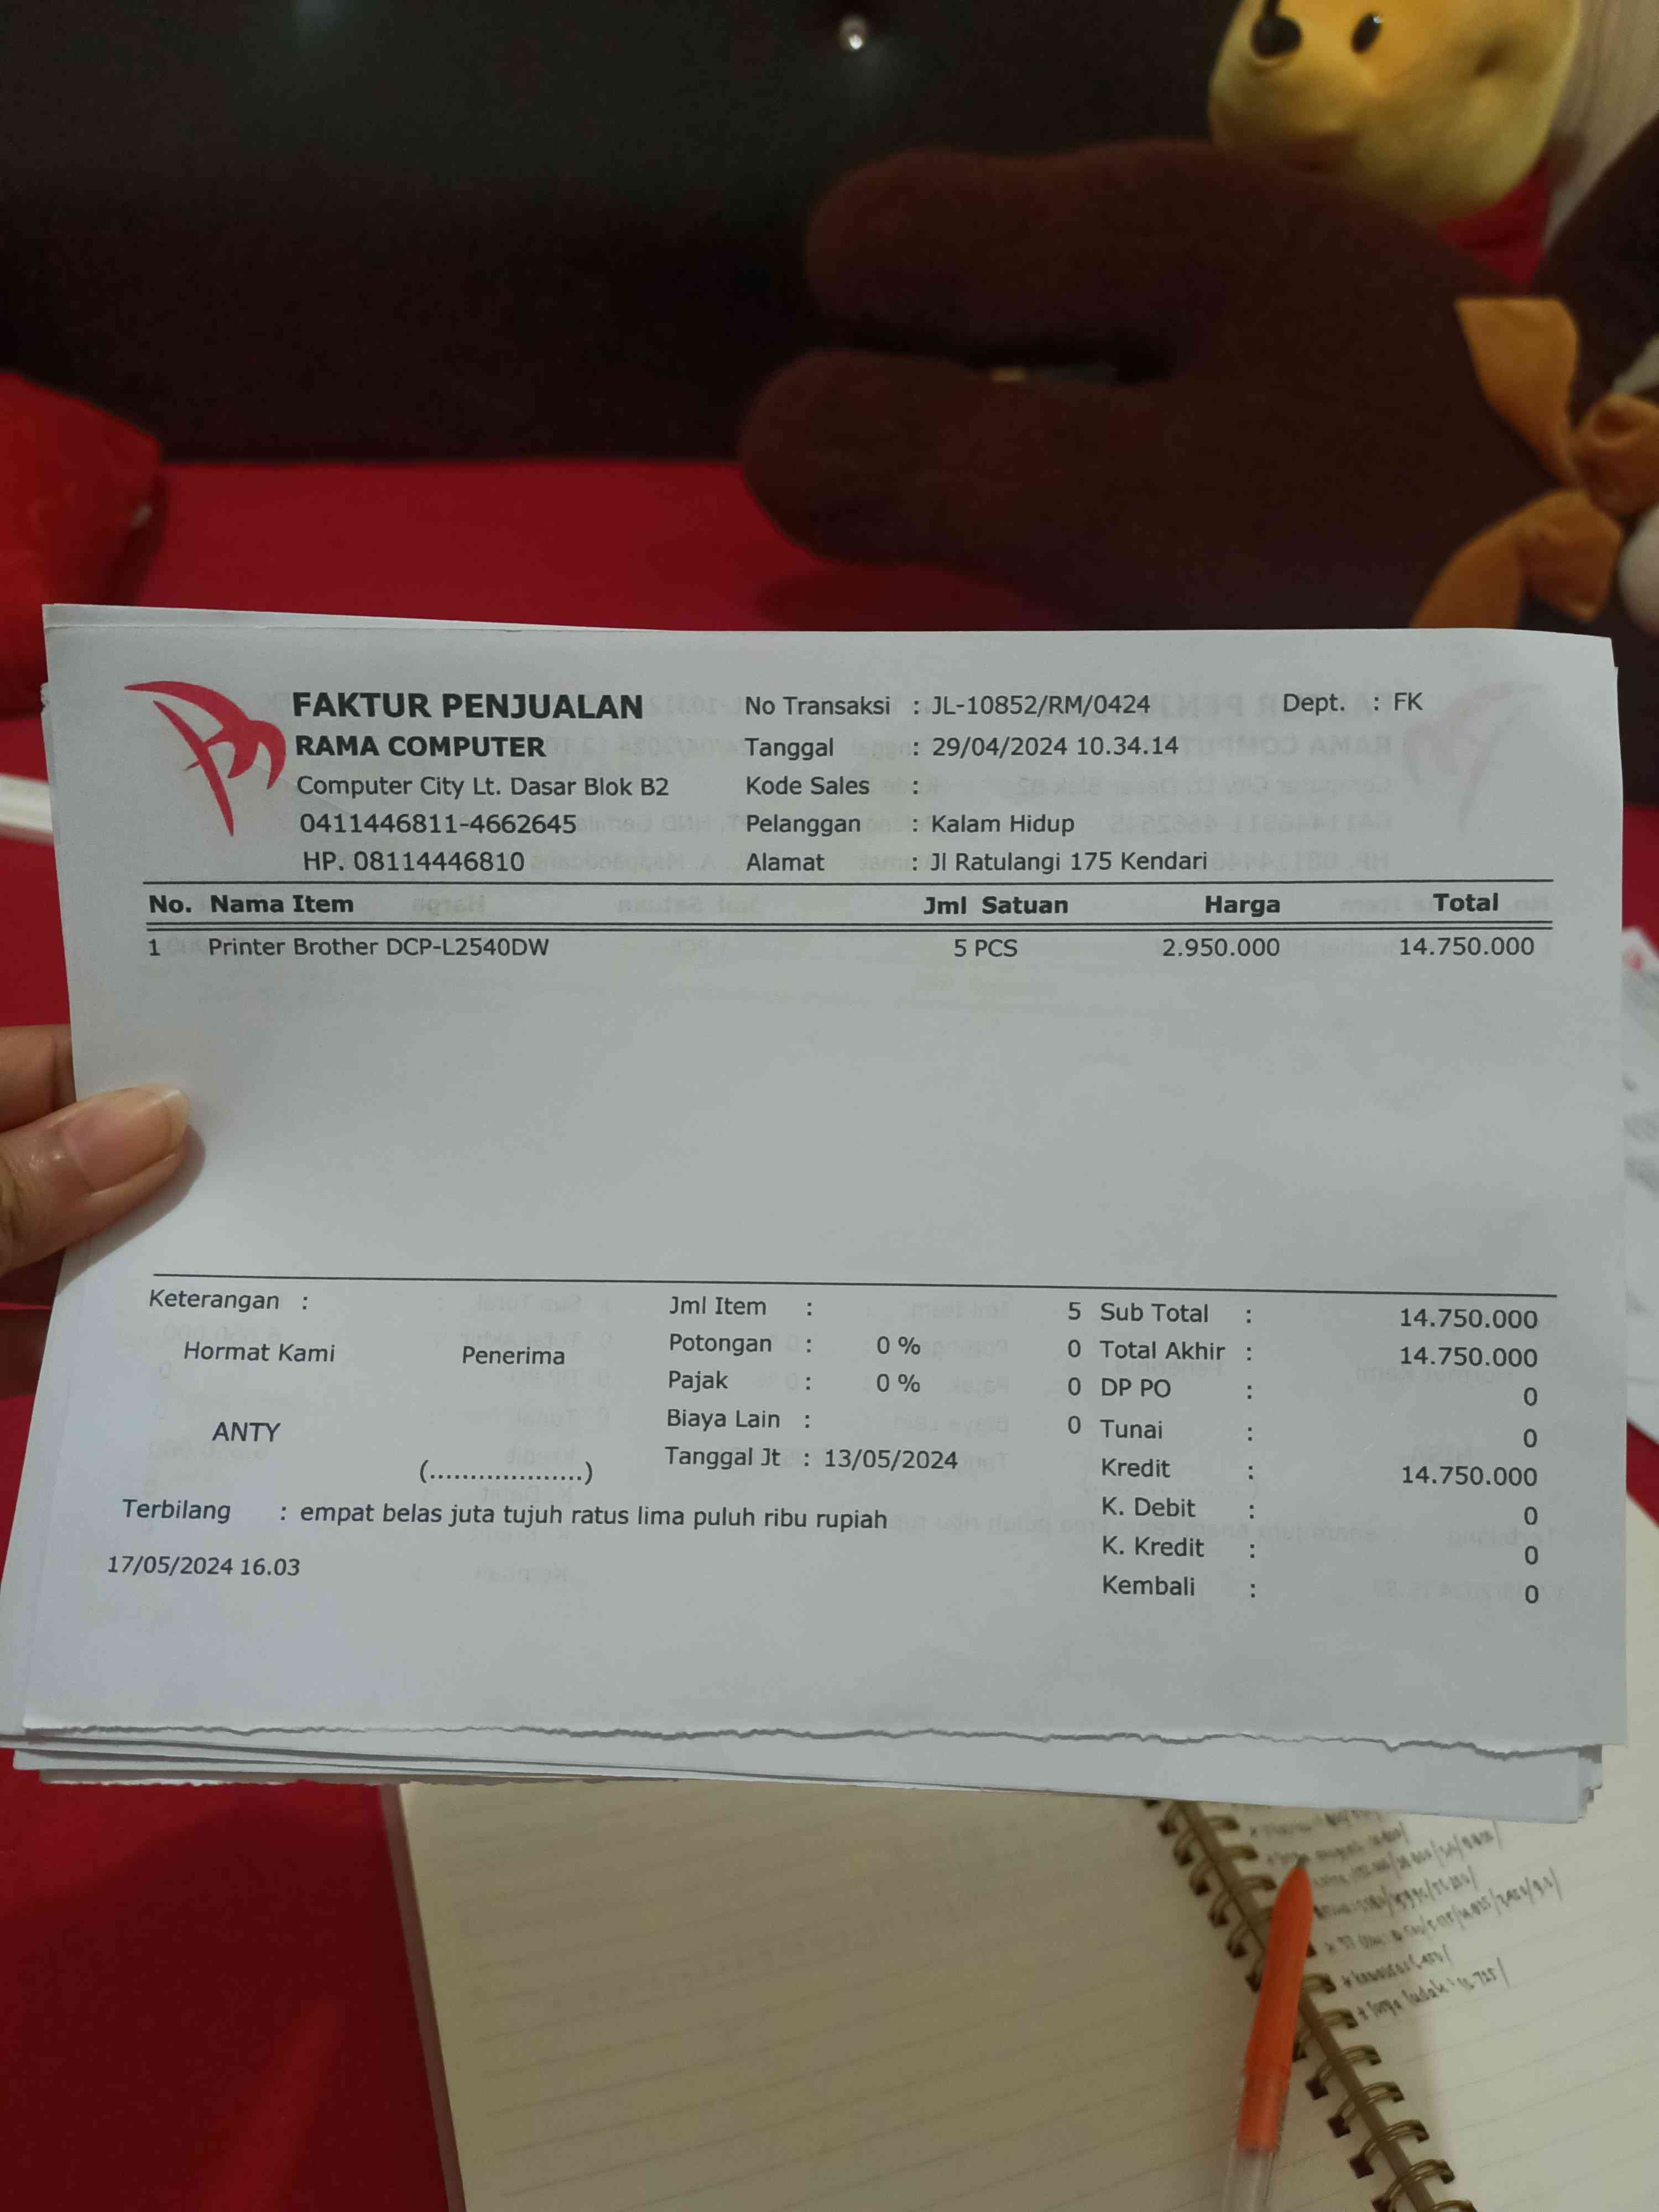 FAKTUR PENJUALAN
RAMA COMPUTER
Computer City Lt. Dasar Blok B2
0411446811-4662645
HP. 08114446810
No Transaksi : JL-10852/RM/0424
Dept. : FK
Tanggal : 29/04/2024 10.34.14
Kode Sales :
Pelanggan : Kalam Hidup
Alamat : Jl Ratulangi 175 Kendari
No. Nama Item Jml Satuan Harga Total
1 Printer Brother DCP-L2540DW 5 PCS 2.950.000 14.750.000
Keterangan :
Hormat Kami Penerima
ANTY
(...................)
Jml Item : 5
Potongan : 0 % 0
Pajak : 0 % 0
Biaya Lain : 0
Tanggal Jt : 13/05/2024
Sub Total : 14.750.000
Total Akhir : 14.750.000
DP PO : 0
Tunai : 0
Kredit : 14.750.000
K. Debit : 0
K. Kredit : 0
Kembali : 0
Terbilang : empat belas juta tujuh ratus lima puluh ribu rupiah
17/05/2024 16.03